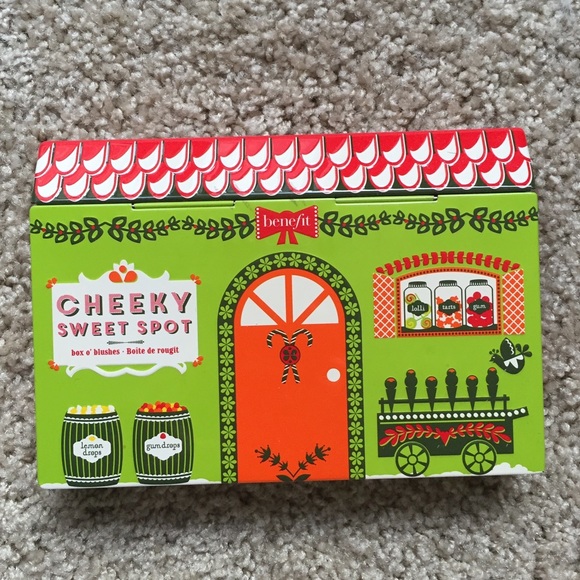 benefit
CHEEKY
SWEET SPOT
box o' blushes · Boîte de rougit
lolli
tarts
gum
lemon
drops
gumdrops